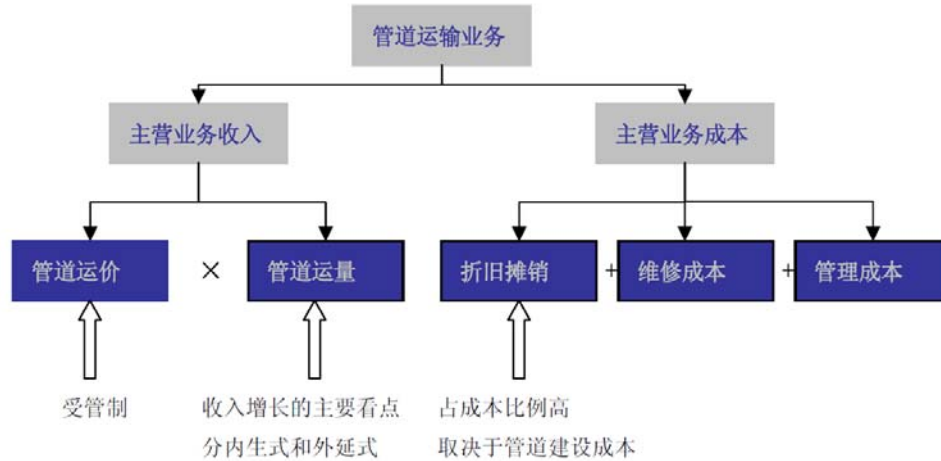 管道运输业务
主营业务收入
主营业务成本
管道运价
×
管道运量
折旧摊销
+
维修成本
+
管理成本
受管制
收入增长的主要看点
分内生式和外延式
占成本比例高
取决于管道建设成本